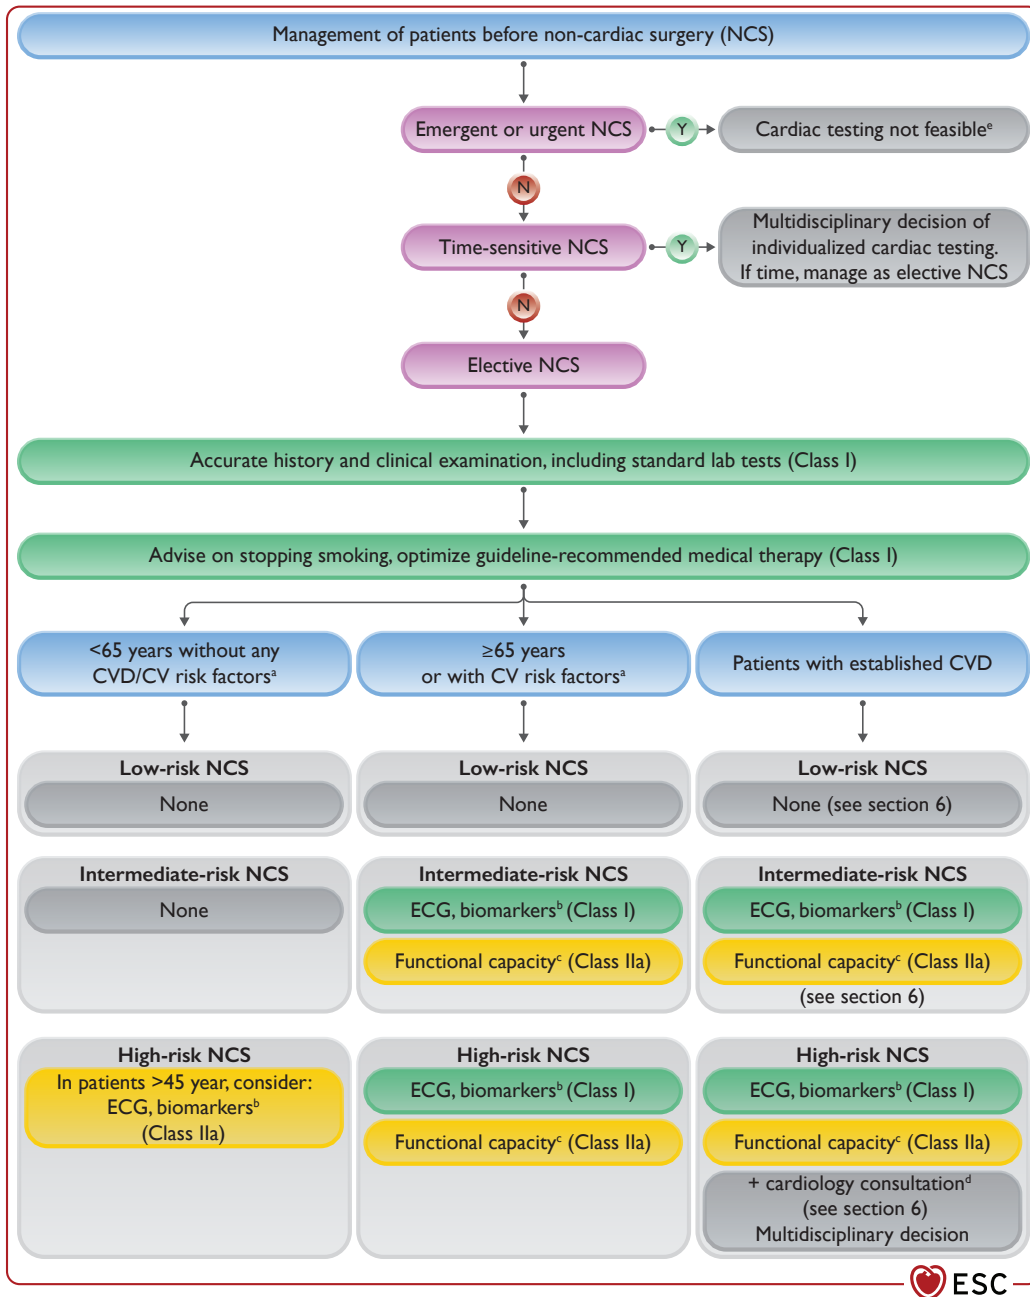 Management of patients before non-cardiac surgery (NCS)
Emergent or urgent NCS
Y
Cardiac testing not feasibleᵉ
N
Time-sensitive NCS
Y
Multidisciplinary decision of
individualized cardiac testing.
If time, manage as elective NCS
N
Elective NCS
Accurate history and clinical examination, including standard lab tests (Class I)
Advise on stopping smoking, optimize guideline-recommended medical therapy (Class I)
<65 years without any
CVD/CV risk factorsᵃ
≥65 years
or with CV risk factorsᵃ
Patients with established CVD
Low-risk NCS
None
Low-risk NCS
None
Low-risk NCS
None (see section 6)
Intermediate-risk NCS
None
Intermediate-risk NCS
ECG, biomarkersᵇ (Class I)
Functional capacityᶜ (Class IIa)
Intermediate-risk NCS
ECG, biomarkersᵇ (Class I)
Functional capacityᶜ (Class IIa)
(see section 6)
High-risk NCS
In patients >45 year, consider:
ECG, biomarkersᵇ
(Class IIa)
High-risk NCS
ECG, biomarkersᵇ (Class I)
Functional capacityᶜ (Class IIa)
High-risk NCS
ECG, biomarkersᵇ (Class I)
Functional capacityᶜ (Class IIa)
+ cardiology consultationᵈ
(see section 6)
Multidisciplinary decision
ESC